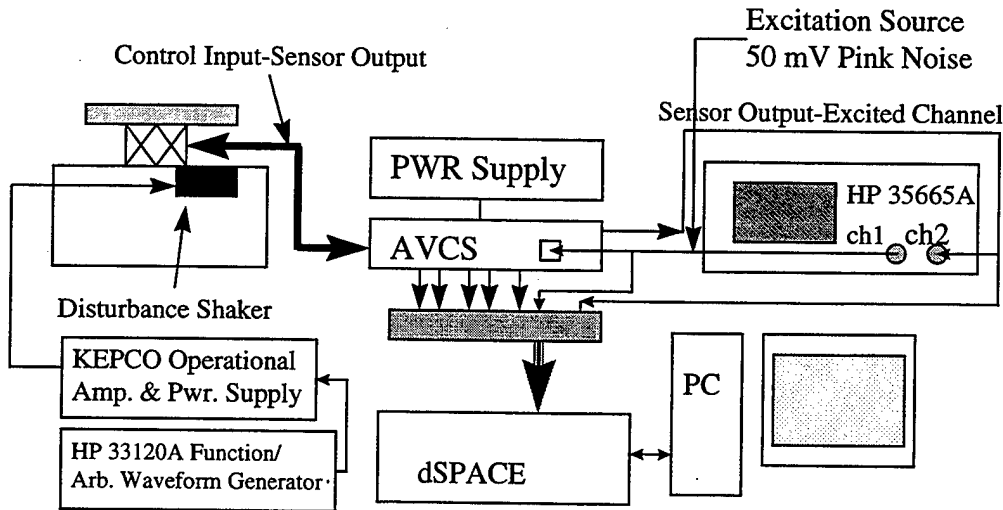 Excitation Source
50 mV Pink Noise
Control Input-Sensor Output
Sensor Output-Excited Channel
PWR Supply
HP 35665A
ch1 ch2
AVCS
Disturbance Shaker
KEPCO Operational
Amp. & Pwr. Supply
PC
HP 33120A Function/
Arb. Waveform Generator
dSPACE